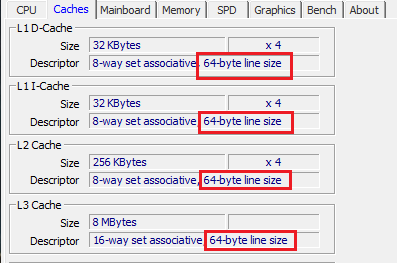 CPU Caches Mainboard Memory SPD Graphics Bench About
L1 D-Cache
Size 32 KBytes x 4
Descriptor 8-way set associative, 64-byte line size
L1 I-Cache
Size 32 KBytes x 4
Descriptor 8-way set associative, 64-byte line size
L2 Cache
Size 256 KBytes x 4
Descriptor 8-way set associative, 64-byte line size
L3 Cache
Size 8 MBytes
Descriptor 16-way set associative, 64-byte line size